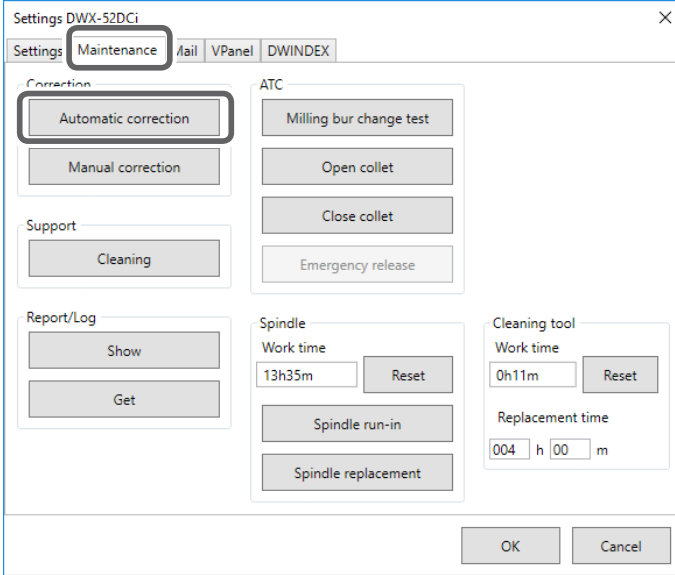 Settings DWX-52DCi
Settings Maintenance Mail VPanel DWINDEX
Correction
Automatic correction
Manual correction
Support
Cleaning
Report/Log
Show
Get
ATC
Milling bur change test
Open collet
Close collet
Emergency release
Spindle
Work time
13h35m Reset
Spindle run-in
Spindle replacement
Cleaning tool
Work time
0h11m Reset
Replacement time
004 h 00 m
OK Cancel